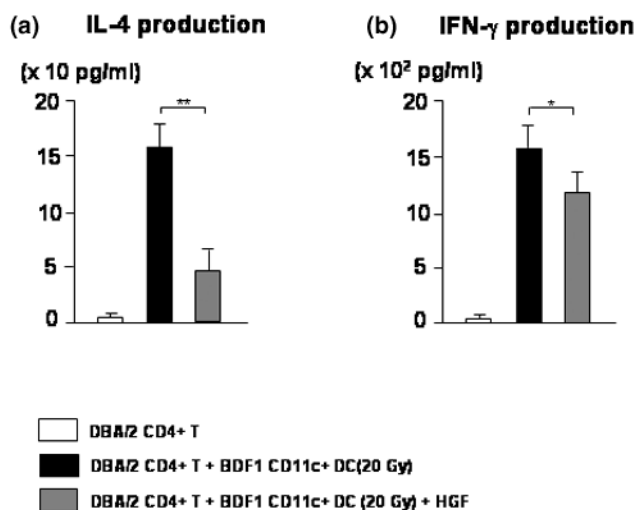 (a) IL-4 production
(x 10 pg/ml)
20
15
10
5
0
**
(b) IFN-γ production
(x 10² pg/ml)
20
15
10
5
0
*
DBA/2 CD4+ T
DBA/2 CD4+ T + BDF1 CD11c+ DC(20 Gy)
DBA/2 CD4+ T + BDF1 CD11c+ DC (20 Gy) + HGF